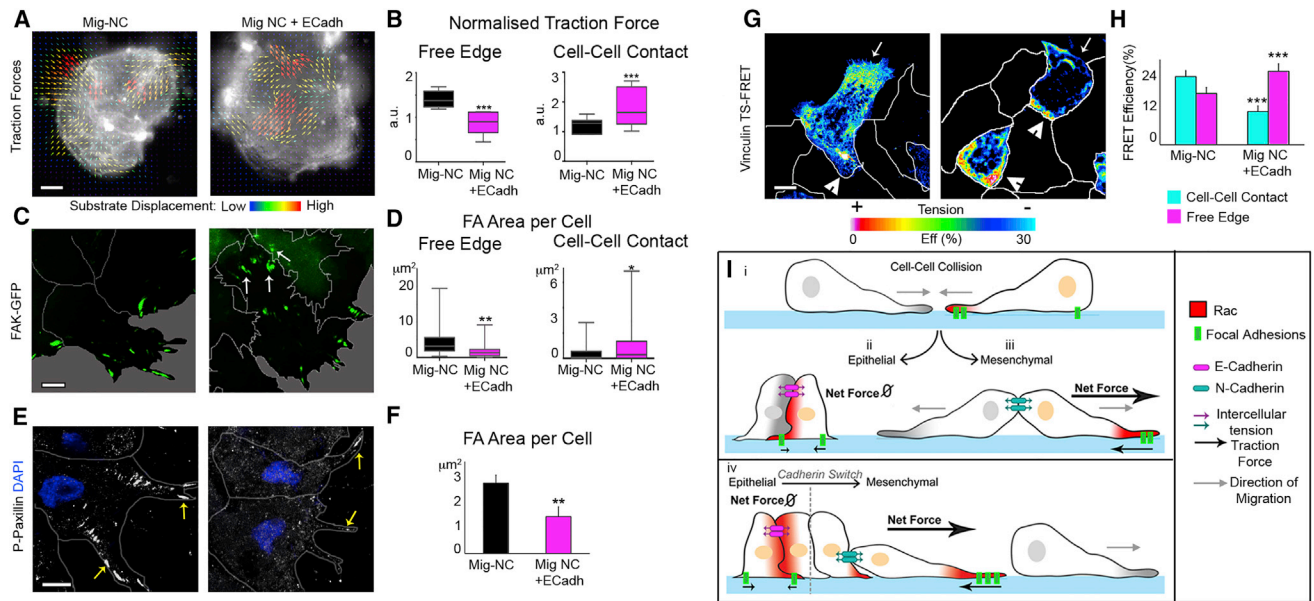 A
Mig-NC
Mig NC + ECadh
Traction Forces
Substrate Displacement: Low
High
B
Normalised Traction Force
Free Edge
Cell-Cell Contact
a.u.
2
1
0
***
Mig-NC
Mig NC
+ECadh
a.u.
3
2
1
0
***
Mig-NC
Mig NC
+ECadh
C
FAK-GFP
D
FA Area per Cell
Free Edge
Cell-Cell Contact
μm²
20
10
0
**
Mig-NC
Mig NC
+ECadh
μm²
8
6
4
2
0
*
Mig-NC
Mig NC
+ECadh
E
P-Paxillin DAPI
F
FA Area per Cell
μm²
3
2
1
0
**
Mig-NC
Mig NC
+ECadh
G
Vinculin TS-FRET
+
Tension
-
0
Eff (%)
30
H
FRET Efficiency(%)
24
12
0
***
***
Mig-NC
Mig NC
+ECadh
Cell-Cell Contact
Free Edge
I
i
Cell-Cell Collision
ii
Epithelial
iii
Mesenchymal
Net Force Ø
Net Force
iv
Cadherin Switch
Epithelial
Mesenchymal
Net Force Ø
Net Force
Rac
Focal Adhesions
E-Cadherin
N-Cadherin
Intercellular
tension
Traction
Force
Direction of
Migration